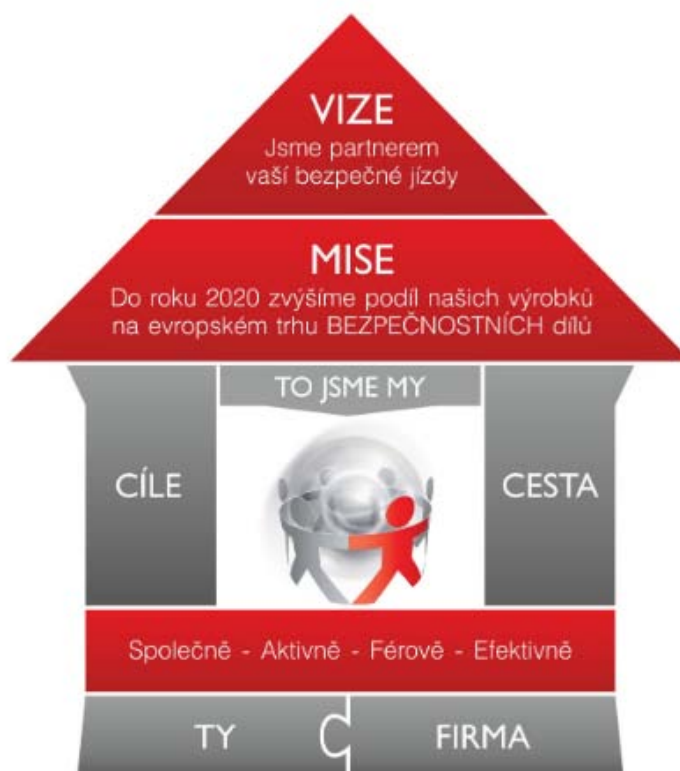 VIZE
Jsme partnerem
vaší bezpečné jízdy
MISE
Do roku 2020 zvýšíme podíl našich výrobků
na evropském trhu BEZPEČNOSTNÍCH dílů
TO JSME MY
CÍLE
CESTA
Společně - Aktivně - Férově - Efektivně
TY
FIRMA